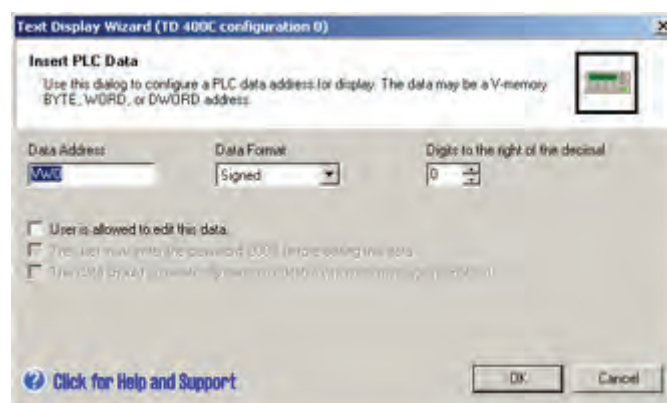 Text Display Wizard (TD 400C configuration 0)
Insert PLC Data
Use this dialog to configure a PLC data address for display. The data may be a V-memory
BYTE, WORD, or DWORD address.
Data Address
Data Format
Digits to the right of the decimal
VW0
Signed
0
User is allowed to edit this data.
Click for Help and Support
OK
Cancel